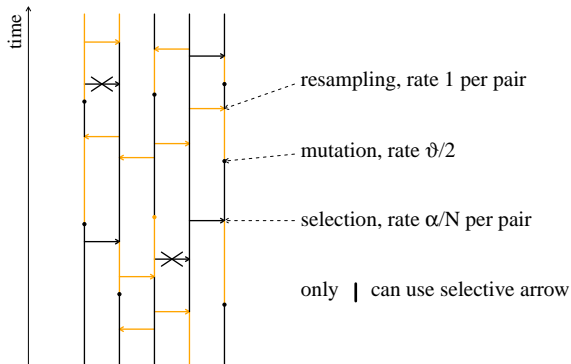 time
resampling, rate 1 per pair
mutation, rate ϑ/2
selection, rate α/N per pair
only | can use selective arrow